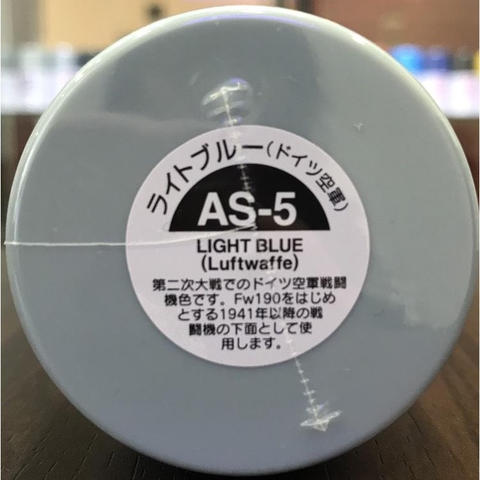 ライトブルー(ドイツ空軍)
AS-5
LIGHT BLUE
(Luftwaffe)
第二次大戦でのドイツ空軍戦闘
機色です。Fw190をはじめ
とする1941年以降の戦
闘機の下面として使
用します。